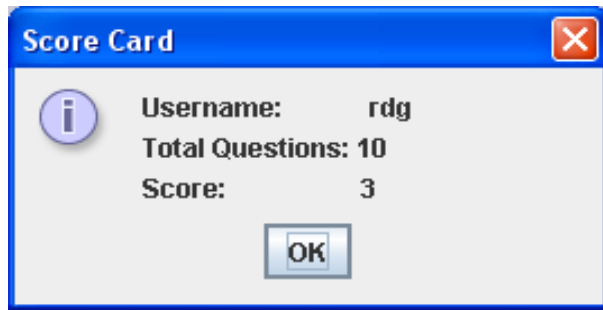 Score Card
Username: rdg
Total Questions: 10
Score: 3
OK